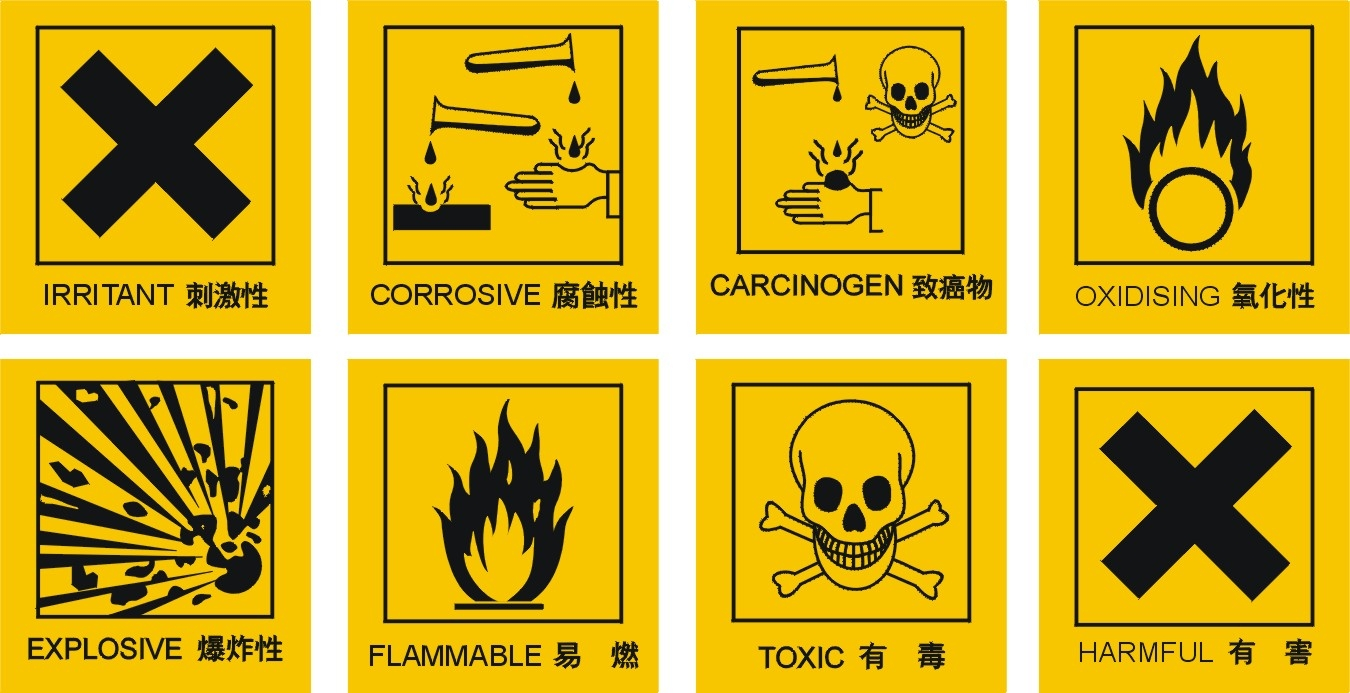 IRRITANT 刺激性
CORROSIVE 腐蝕性
CARCINOGEN 致癌物
OXIDISING 氧化性
EXPLOSIVE 爆炸性
FLAMMABLE 易 燃
TOXIC 有 毒
HARMFUL 有 害